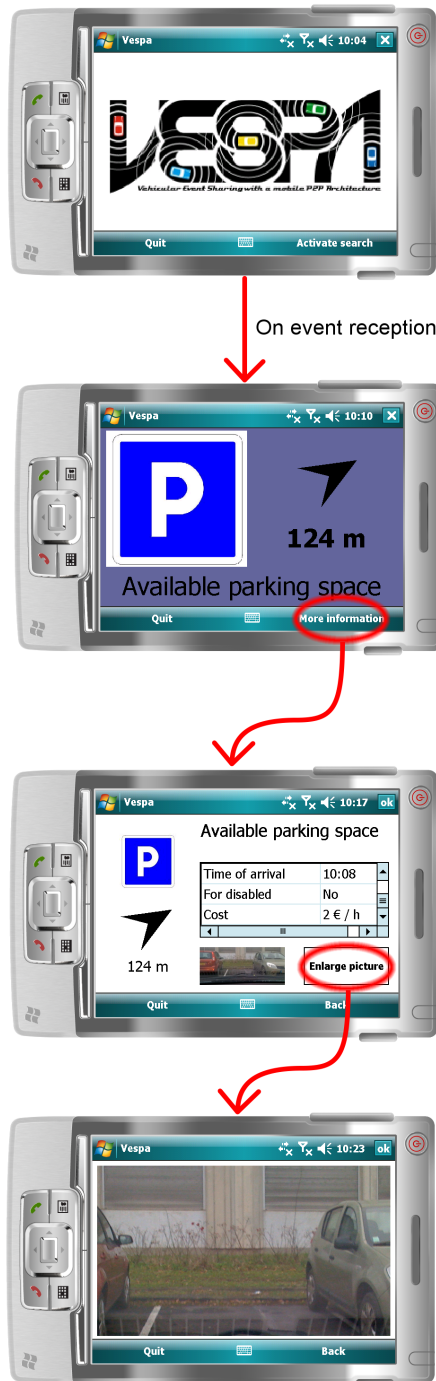 Vespa 10:04
VESPA
Vehicular Event Sharing with a mobile P2P Architecture
Quit Activate search
On event reception
Vespa 10:10
P
124 m
Available parking space
Quit More information
Vespa 10:17 ok
Available parking space
P
Time of arrival 10:08
For disabled No
Cost 2 € / h
124 m
Enlarge picture
Quit Back
Vespa 10:23 ok
Quit Back